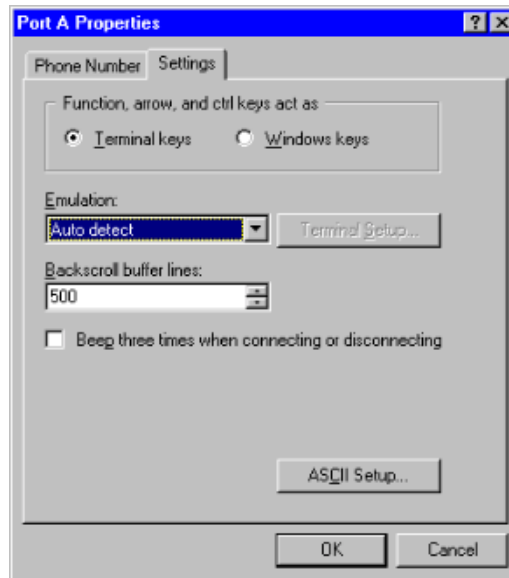 Port A Properties
Phone Number Settings
Function, arrow, and ctrl keys act as
Terminal keys Windows keys
Emulation:
Auto detect Terminal Setup...
Backscroll buffer lines:
500
Beep three times when connecting or disconnecting
ASCII Setup...
OK Cancel